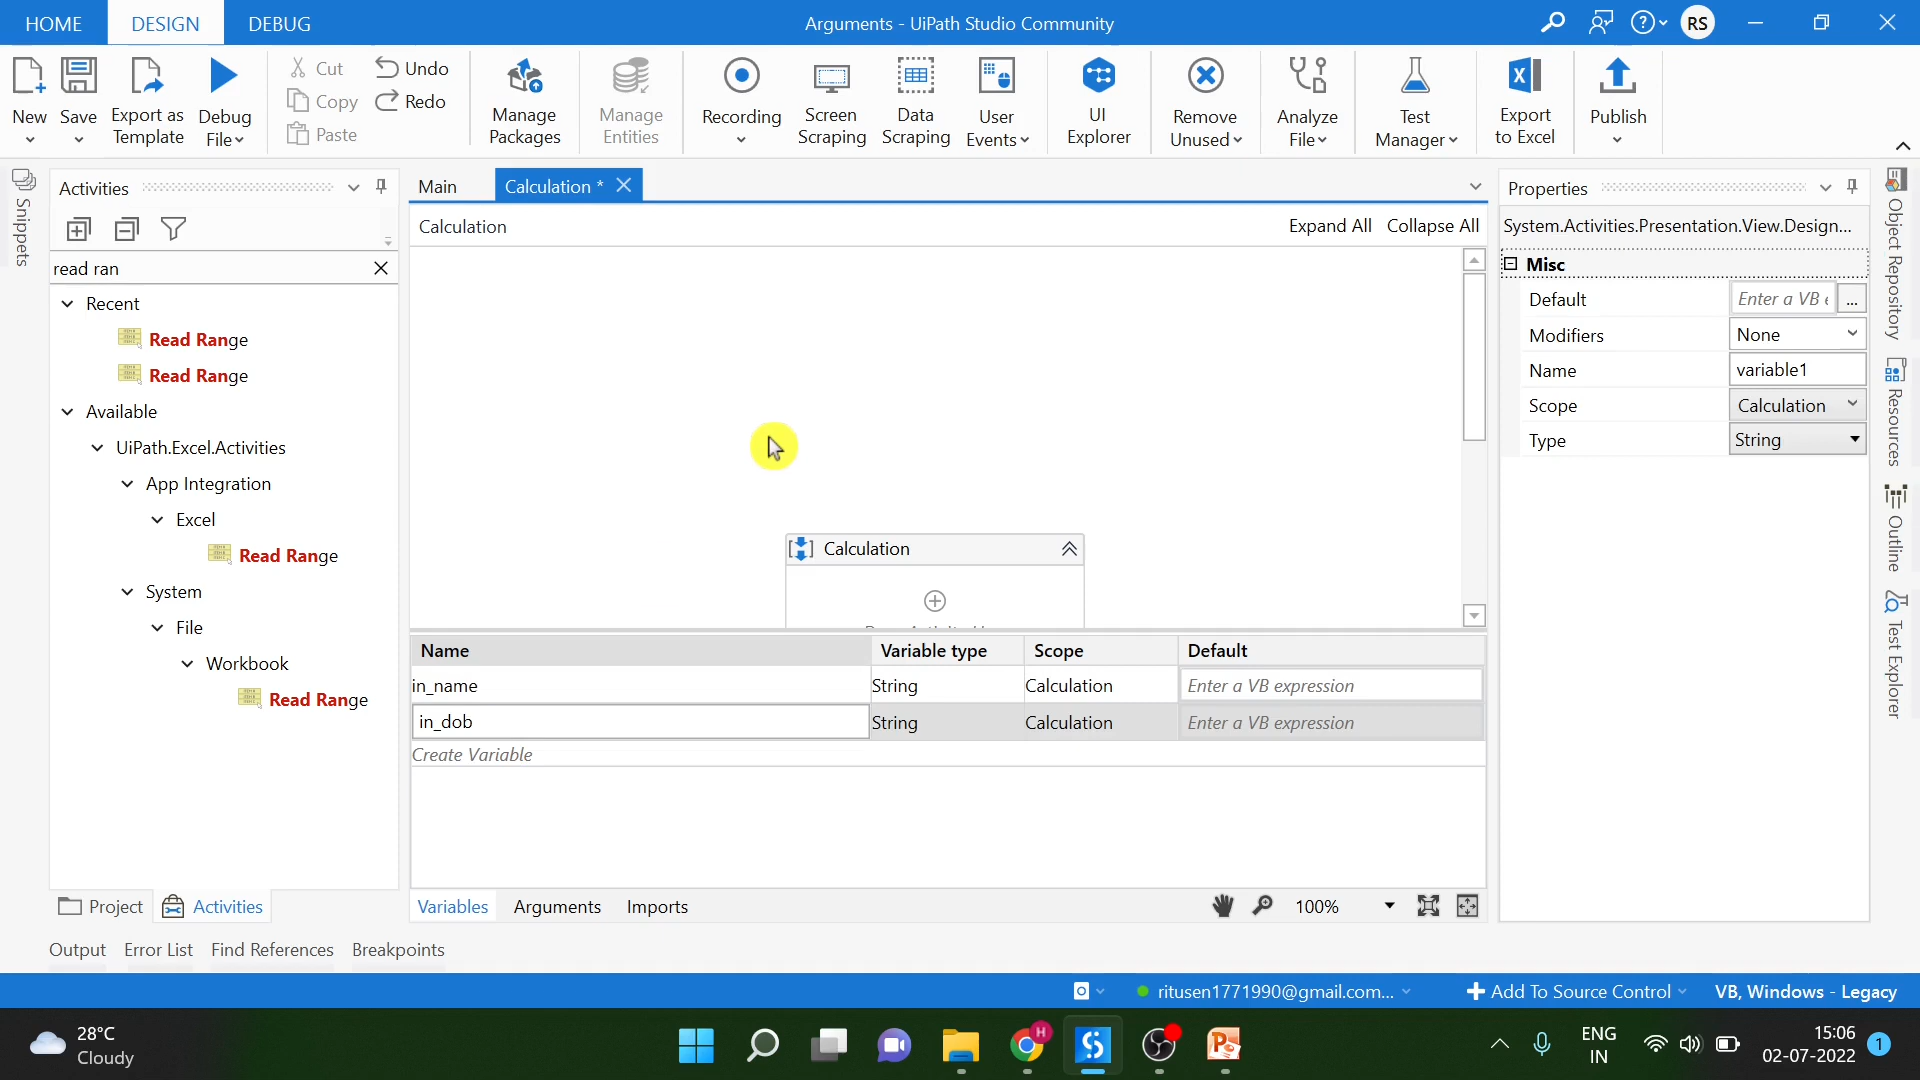 HOME DESIGN DEBUG Arguments - UiPath Studio Community RS
New Save Export as Template Debug File Cut Copy Paste Undo Redo Manage Packages Manage Entities Recording Screen Scraping Data Scraping User Events UI Explorer Remove Unused Analyze File Test Manager Export to Excel Publish
Snippets
Activities
read ran
Recent
Read Range
Read Range
Available
UiPath.Excel.Activities
App Integration
Excel
Read Range
System
File
Workbook
Read Range
Project Activities
Main Calculation *
Calculation Expand All Collapse All
Calculation
Name Variable type Scope Default
in_name String Calculation Enter a VB expression
in_dob String Calculation Enter a VB expression
Create Variable
Variables Arguments Imports 100%
Properties
System.Activities.Presentation.View.Design...
Misc
Default Enter a VB e ...
Modifiers None
Name variable1
Scope Calculation
Type String
Object Repository
Resources
Outline
Test Explorer
Output Error List Find References Breakpoints
ritusen1771990@gmail.com... Add To Source Control VB, Windows - Legacy
28°C
Cloudy
H
ENG
IN
15:06
02-07-2022
1